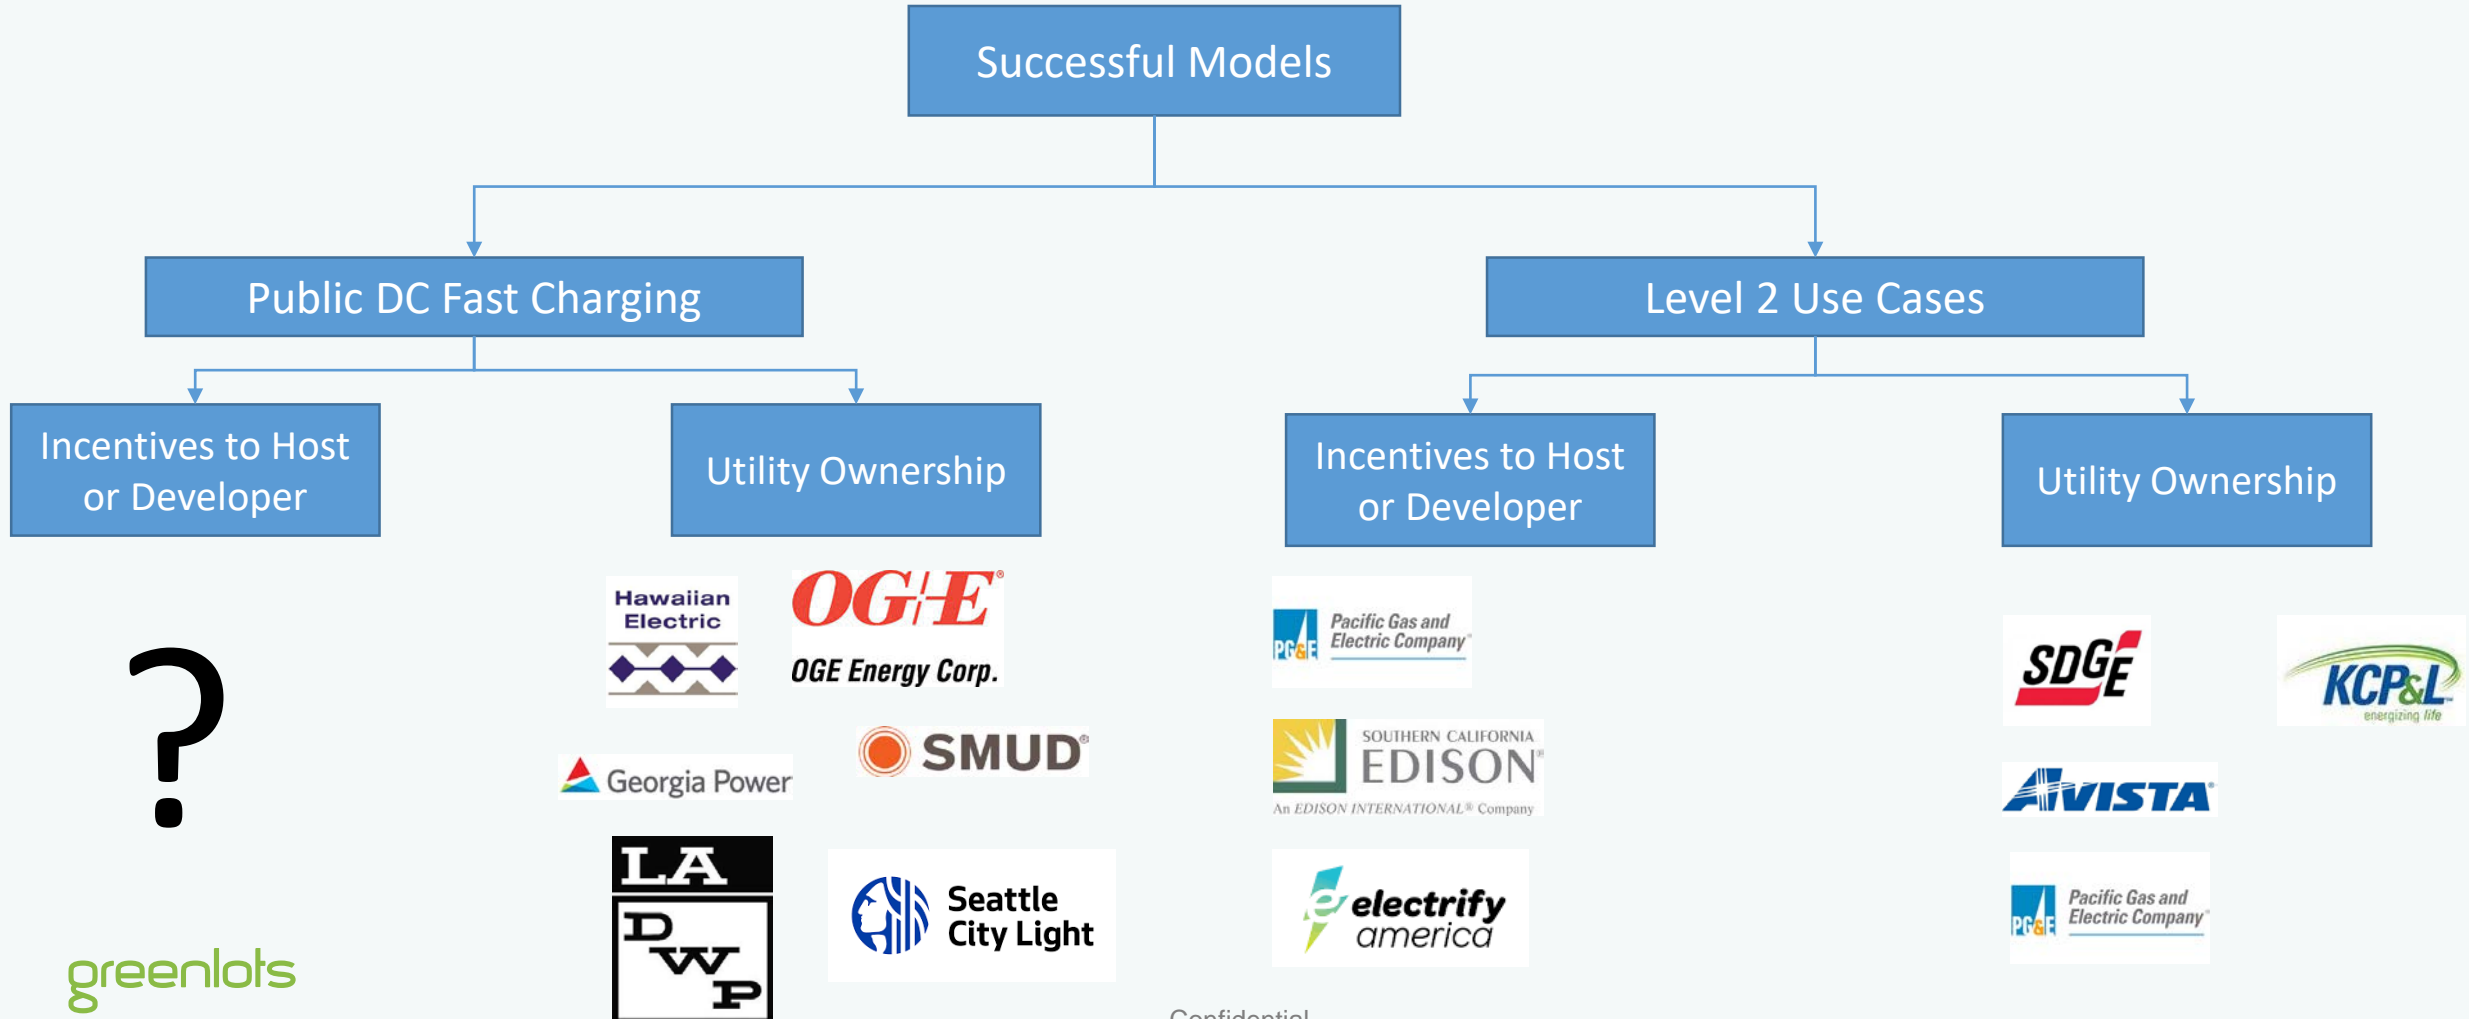 Successful Models
Public DC Fast Charging
Level 2 Use Cases
Incentives to Host
or Developer
Utility Ownership
Incentives to Host
or Developer
Utility Ownership
?
Hawaiian
Electric
OG+E®
OGE Energy Corp.
Georgia Power
SMUD®
LA
DWP
Seattle
City Light
PG&E
Pacific Gas and
Electric Company
SOUTHERN CALIFORNIA
EDISON®
An EDISON INTERNATIONAL® Company
electrify
america
SDGE
KCP&L
energizing life
AVISTA
PG&E
Pacific Gas and
Electric Company
greenlots
Confidential